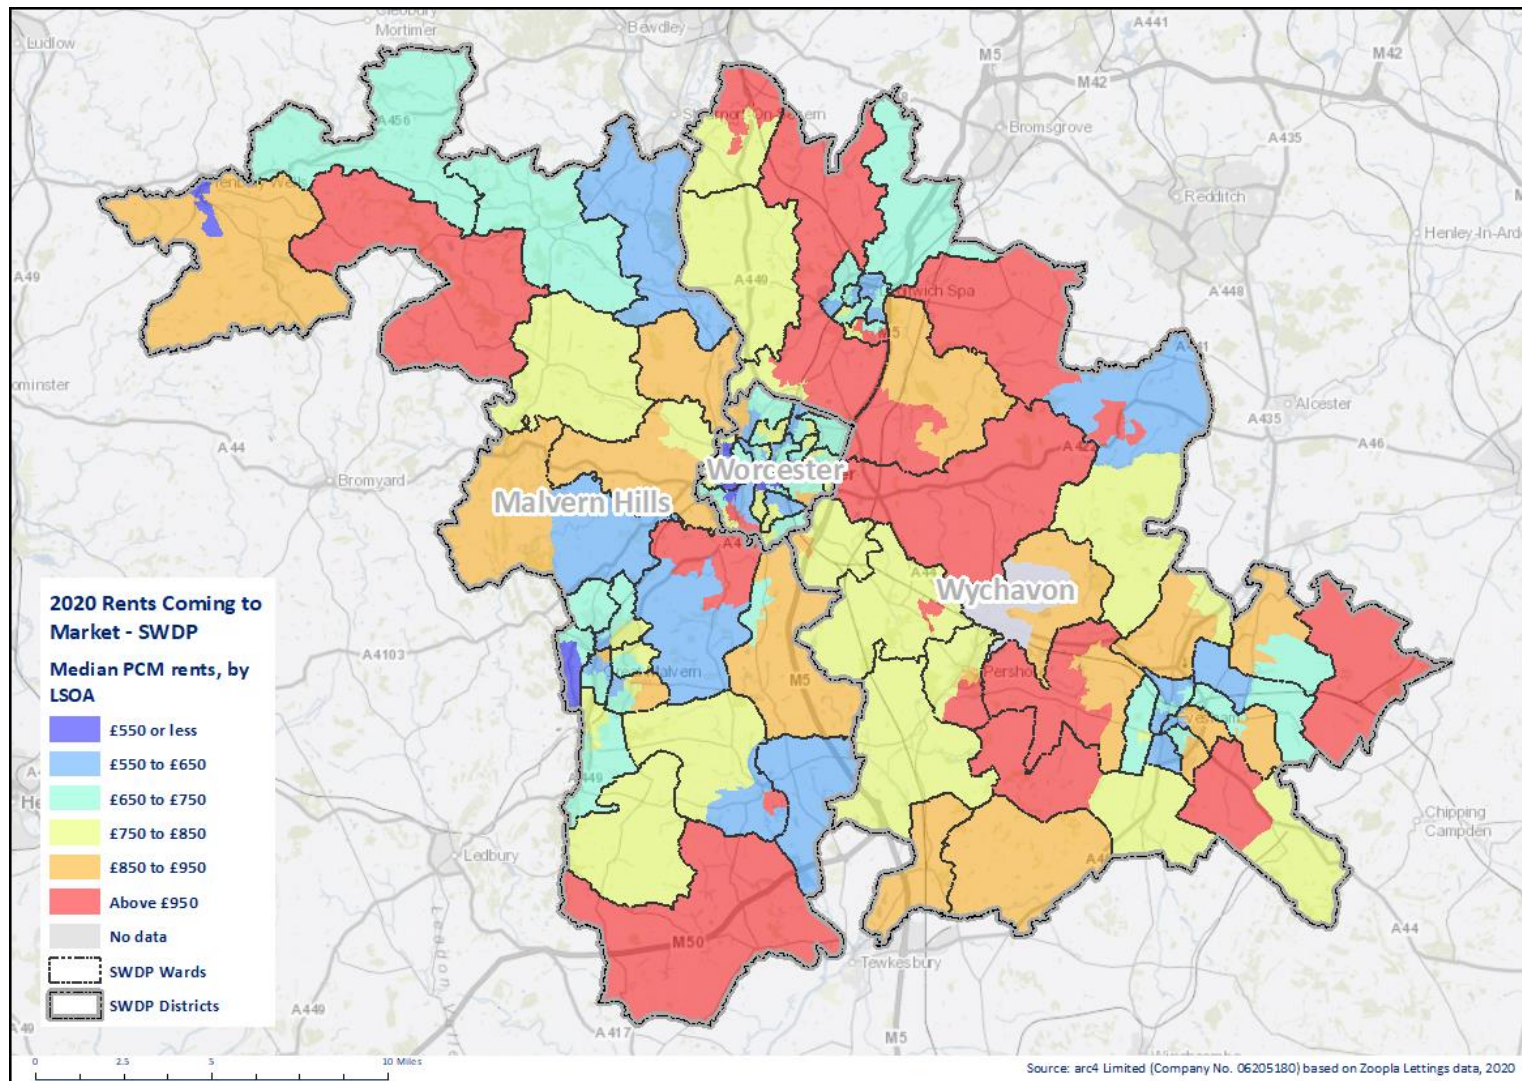 Cleobury
Mortimer
Bewdley
A441
M5
M42
Ludlow
M42
A456
Bromsgrove
A435
Redditch
Henley-In-Ard
A49
A449
A448
ominster
Alcester
A435
A44
A46
A422
Bromyard
Worcester
Malvern Hills
Wychavon
A44
A4103
M5
Pershore
A449
Chipping
Campden
Ledbury
A44
M50
Tewkesbury
A449
A417
M5
A49
2020 Rents Coming to
Market - SWDP
Median PCM rents, by
LSOA
£550 or less
£550 to £650
£650 to £750
£750 to £850
£850 to £950
Above £950
No data
SWDP Wards
SWDP Districts
0 2.5 5 10 Miles
Source: arc4 Limited (Company No. 06205180) based on Zoopla Lettings data, 2020